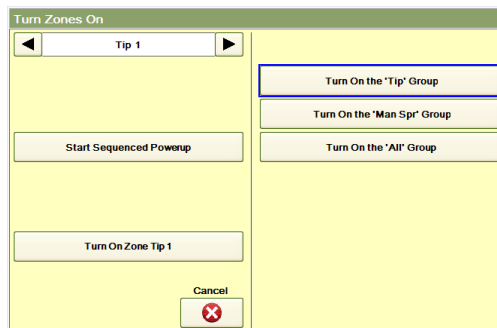 Turn Zones On
Tip 1
Start Sequenced Powerup
Turn On Zone Tip 1
Cancel
Turn On the 'Tip' Group
Turn On the 'Man Spr' Group
Turn On the 'All' Group